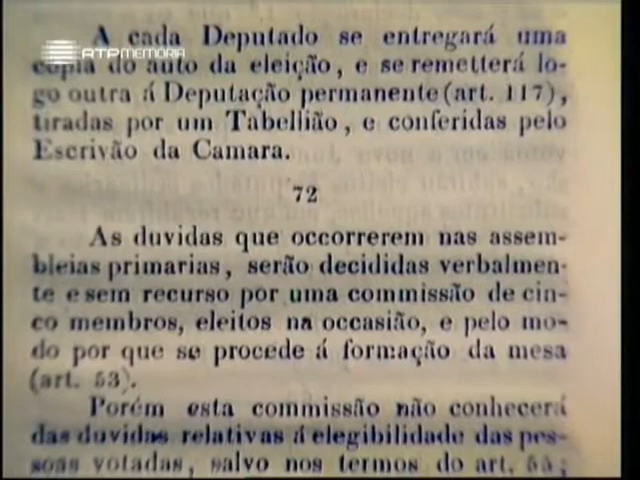 A cada Deputado se entregará uma
RTP MEMÓRIA
cópia do auto da eleição, e se remetterá lo-
go outra á Deputação permanente (art. 117),
tiradas por um Tabellião, e conferidas pelo
Escrivão da Camara.
72
As duvidas que occorrerem nas assem-
bleias primarias, serão decididas verbalmen-
te e sem recurso por uma commissão de cin-
co membros, eleitos na occasião, e pelo mo-
do por que se procede á formação da mesa
(art. 53).
Porém esta commissão não conhecerá
das duvidas relativas á elegibilidade das pes-
soas votadas, salvo nos termos do art.